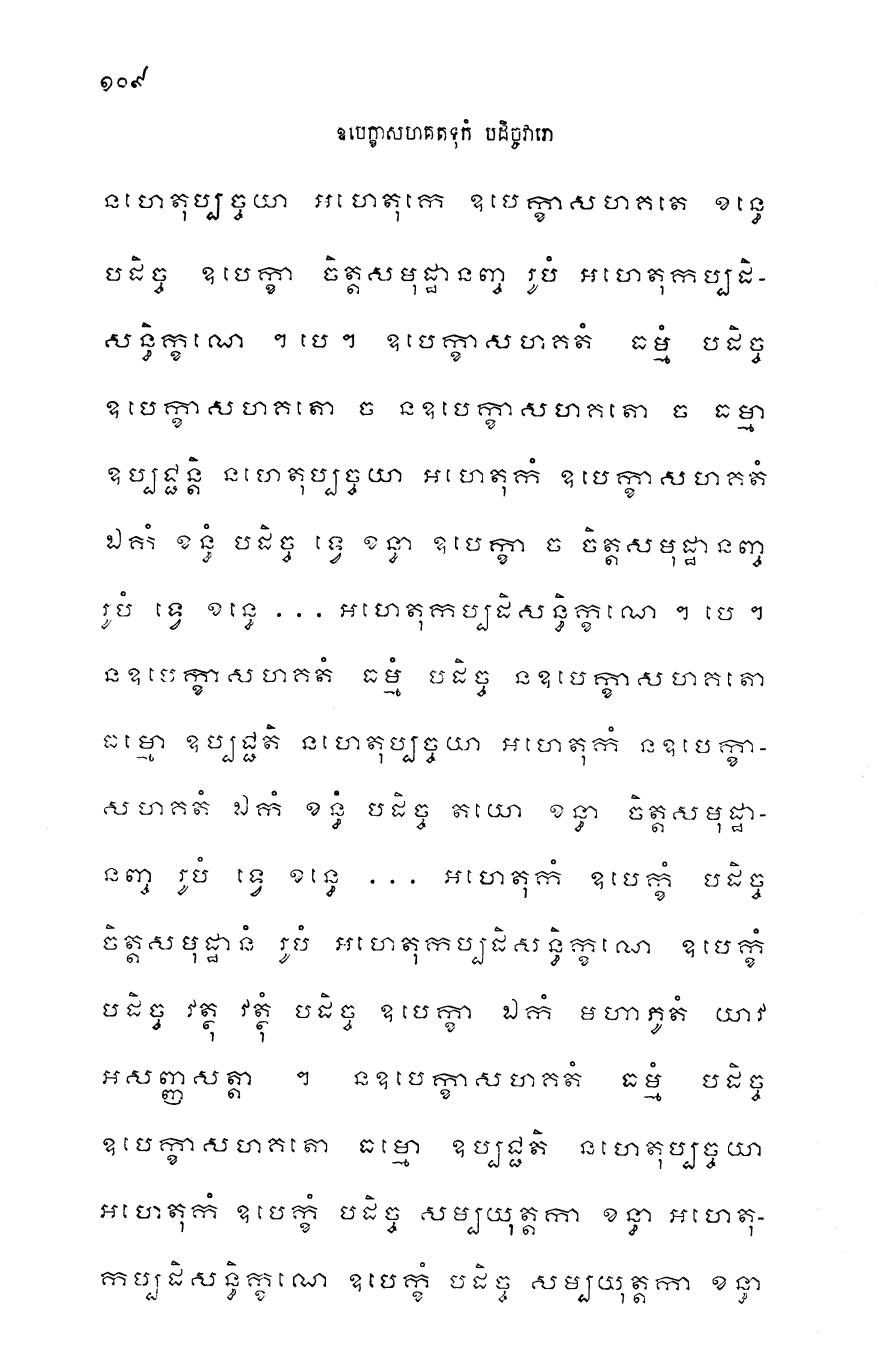 ១០៩
ឧបេក្ខាសហគតទុកំ បដិច្ចវារោ
នហេតុប្បច្ចយា អហេតុកេ ឧបេក្ខាសហគតេ ខន្ធេ
បដិច្ច ឧបេក្ខា ចិត្តសមុដ្ឋានញ្ច រូបំ អហេតុកប្បដិ-
សន្ធិក្ខណេ ។ បេ ។ ឧបេក្ខាសហគតំ ធម្មំ បដិច្ច
ឧបេក្ខាសហគតោ ច នឧបេក្ខាសហគតោ ច ធម្មា
ឧប្បជ្ជន្តិ នហេតុប្បច្ចយា អហេតុកំ ឧបេក្ខាសហគតំ
ឯកំ ខន្ធំ បដិច្ច ទ្វេ ខន្ធា ឧបេក្ខា ច ចិត្តសមុដ្ឋានញ្ច
រូបំ ទ្វេ ខន្ធេ ... អហេតុកប្បដិសន្ធិក្ខណេ ។ បេ ។
នឧបេក្ខាសហគតំ ធម្មំ បដិច្ច នឧបេក្ខាសហគតោ
ធម្មោ ឧប្បជ្ជតិ នហេតុប្បច្ចយា អហេតុកំ នឧបេក្ខា-
សហគតំ ឯកំ ខន្ធំ បដិច្ច តយោ ខន្ធា ចិត្តសមុដ្ឋា-
នញ្ច រូបំ ទ្វេ ខន្ធេ ... អហេតុកំ ឧបេក្ខំ បដិច្ច
ចិត្តសមុដ្ឋានំ រូបំ អហេតុកប្បដិសន្ធិក្ខណេ ឧបេក្ខំ
បដិច្ច វត្ថុ វត្ថុំ បដិច្ច ឧបេក្ខា ឯកំ មហាភូតំ យាវ
អសញ្ញសត្តា ។ នឧបេក្ខាសហគតំ ធម្មំ បដិច្ច
ឧបេក្ខាសហគតោ ធម្មោ ឧប្បជ្ជតិ នហេតុប្បច្ចយា
អហេតុកំ ឧបេក្ខំ បដិច្ច សម្បយុត្តកា ខន្ធា អហេតុ-
កប្បដិសន្ធិក្ខណេ ឧបេក្ខំ បដិច្ច សម្បយុត្តកា ខន្ធា